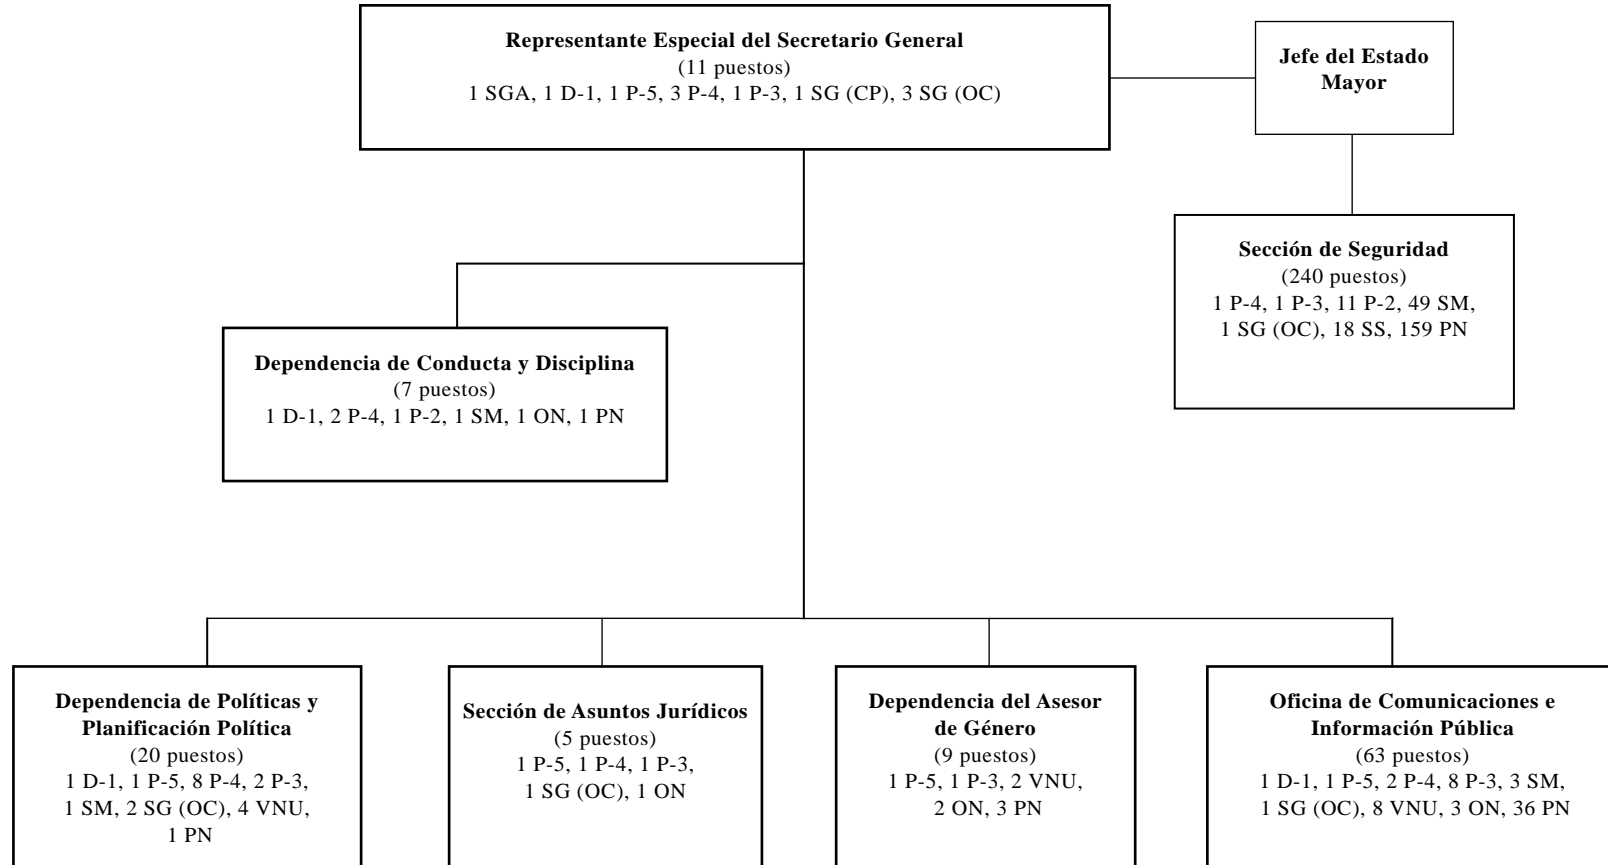 Representante Especial del Secretario General
(11 puestos)
1 SGA, 1 D-1, 1 P-5, 3 P-4, 1 P-3, 1 SG (CP), 3 SG (OC)
Jefe del Estado
Mayor
Sección de Seguridad
(240 puestos)
1 P-4, 1 P-3, 11 P-2, 49 SM,
1 SG (OC), 18 SS, 159 PN
Dependencia de Conducta y Disciplina
(7 puestos)
1 D-1, 2 P-4, 1 P-2, 1 SM, 1 ON, 1 PN
Dependencia de Políticas y
Planificación Política
(20 puestos)
1 D-1, 1 P-5, 8 P-4, 2 P-3,
1 SM, 2 SG (OC), 4 VNU,
1 PN
Sección de Asuntos Jurídicos
(5 puestos)
1 P-5, 1 P-4, 1 P-3,
1 SG (OC), 1 ON
Dependencia del Asesor
de Género
(9 puestos)
1 P-5, 1 P-3, 2 VNU,
2 ON, 3 PN
Oficina de Comunicaciones e
Información Pública
(63 puestos)
1 D-1, 1 P-5, 2 P-4, 8 P-3, 3 SM,
1 SG (OC), 8 VNU, 3 ON, 36 PN